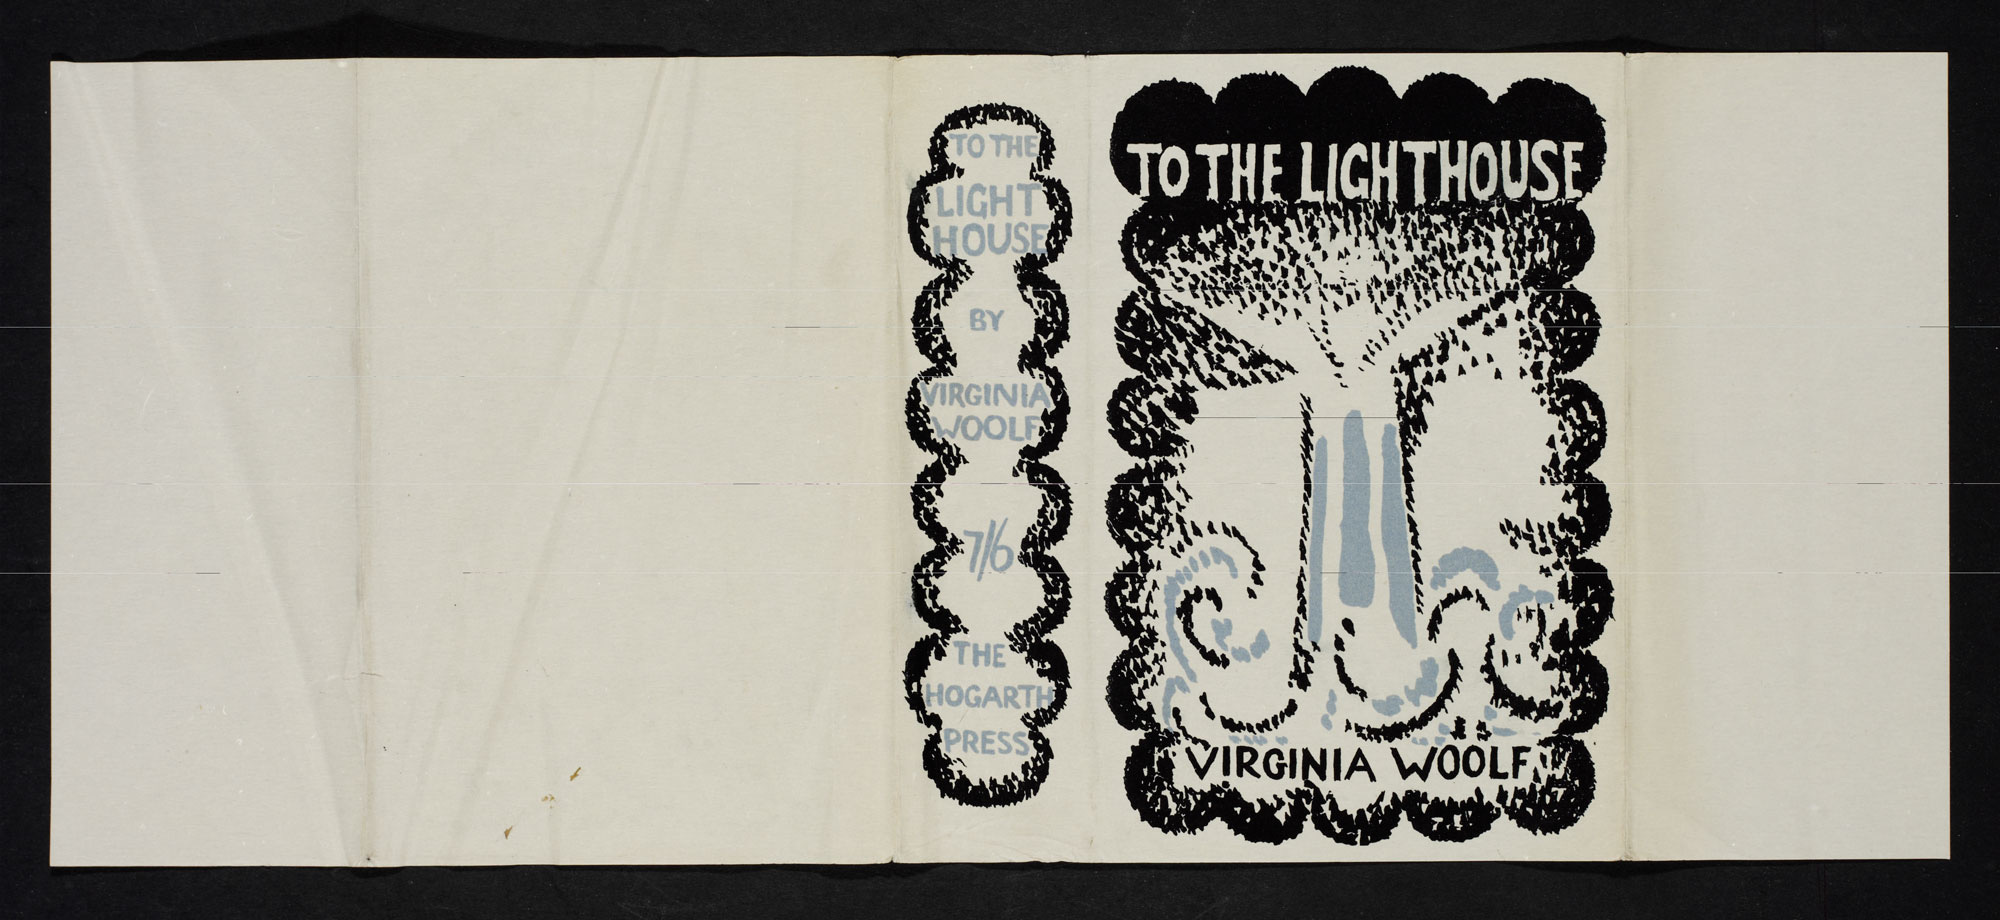 TO THE
LIGHT
HOUSE
BY
VIRGINIA
WOOLF
7/6
THE
HOGARTH
PRESS
TO THE LIGHTHOUSE
VIRGINIA WOOLF